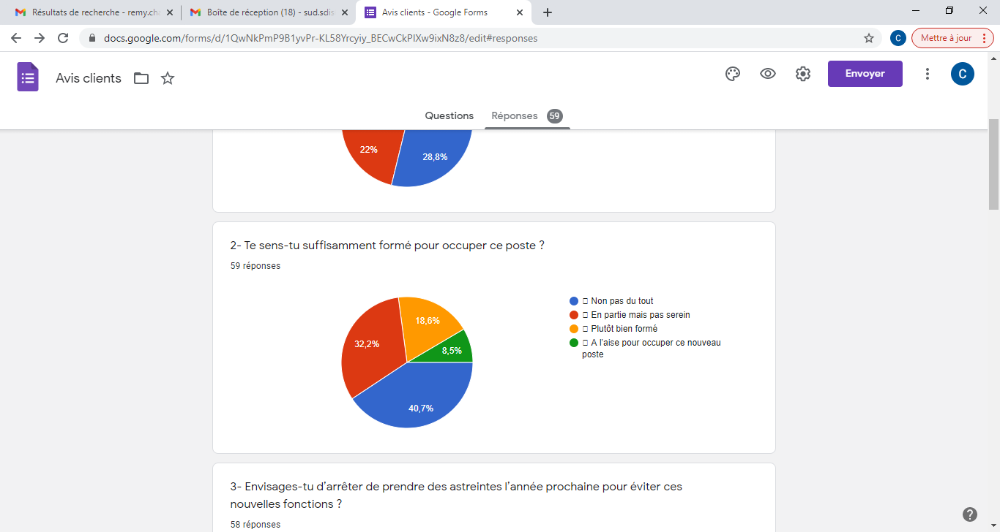 Résultats de recherche - remy.cha
Boîte de réception (18) - sud.sdis
Avis clients - Google Forms
docs.google.com/forms/d/1QwNkPmP9B1yvPr-KL58Yrcyiy_BECwCkPIXw9ixN8z8/edit#responses
C
Mettre à jour
Avis clients
Envoyer
C
Questions
Réponses 59
22%
28,8%
2- Te sens-tu suffisamment formé pour occuper ce poste ?
59 réponses
18,6%
32,2%
8,5%
40,7%
Non pas du tout
En partie mais pas serein
Plutôt bien formé
A l’aise pour occuper ce nouveau
poste
3- Envisages-tu d’arrêter de prendre des astreintes l’année prochaine pour éviter ces
nouvelles fonctions ?
58 réponses